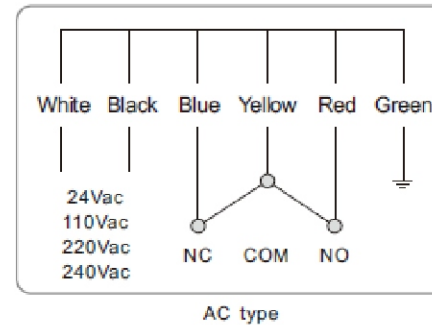 White Black Blue Yellow Red Green
24Vac
110Vac
220Vac
240Vac
NC COM NO
AC type